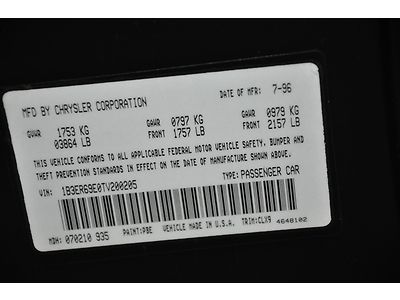 MFD BY CHRYSLER CORPORATION
DATE OF MFR: 7-96
GVWR 1753 KG 03864 LB
GAWR FRONT 0797 KG 1757 LB
GAWR FRONT 0979 KG 2157 LB
THIS VEHICLE CONFORMS TO ALL APPLICABLE FEDERAL MOTOR VEHICLE SAFETY, BUMPER AND
THEFT PREVENTION STANDARDS IN EFFECT ON THE DATE OF MANUFACTURE SHOWN ABOVE.
VIN: 1B3ER69E0TV200205
TYPE: PASSENGER CAR
MDH: 070210 935
PAINT: PBE
VEHICLE MADE IN U.S.A.
TRIM: CLX9
4648102